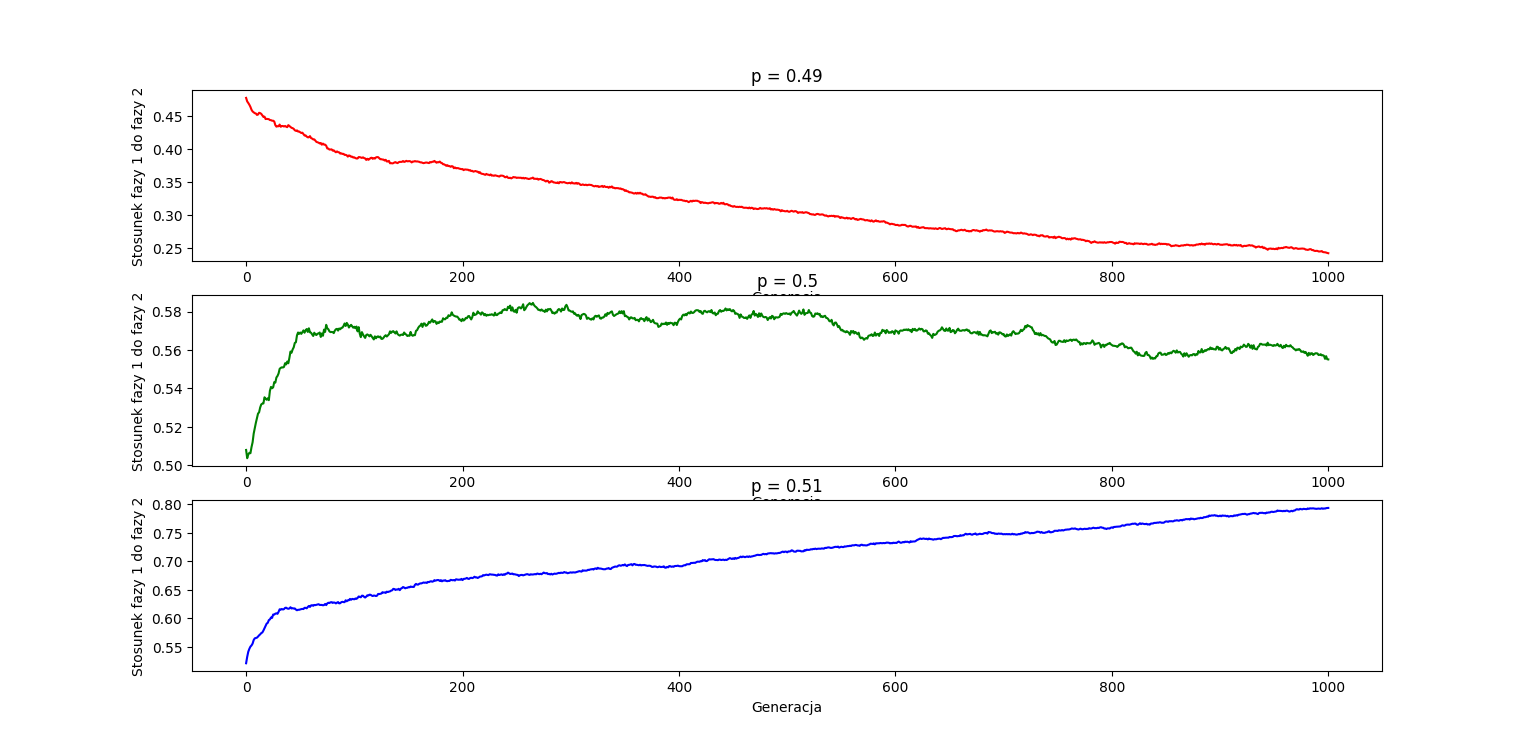 p = 0.49
Stosunek fazy 1 do fazy 2
0.45
0.40
0.35
0.30
0.25
0 200 400 600 800 1000
p = 0.5
Stosunek fazy 1 do fazy 2
0.58
0.56
0.54
0.52
0.50
0 200 400 600 800 1000
p = 0.51
Stosunek fazy 1 do fazy 2
0.80
0.75
0.70
0.65
0.60
0.55
0 200 400 600 800 1000
Generacja